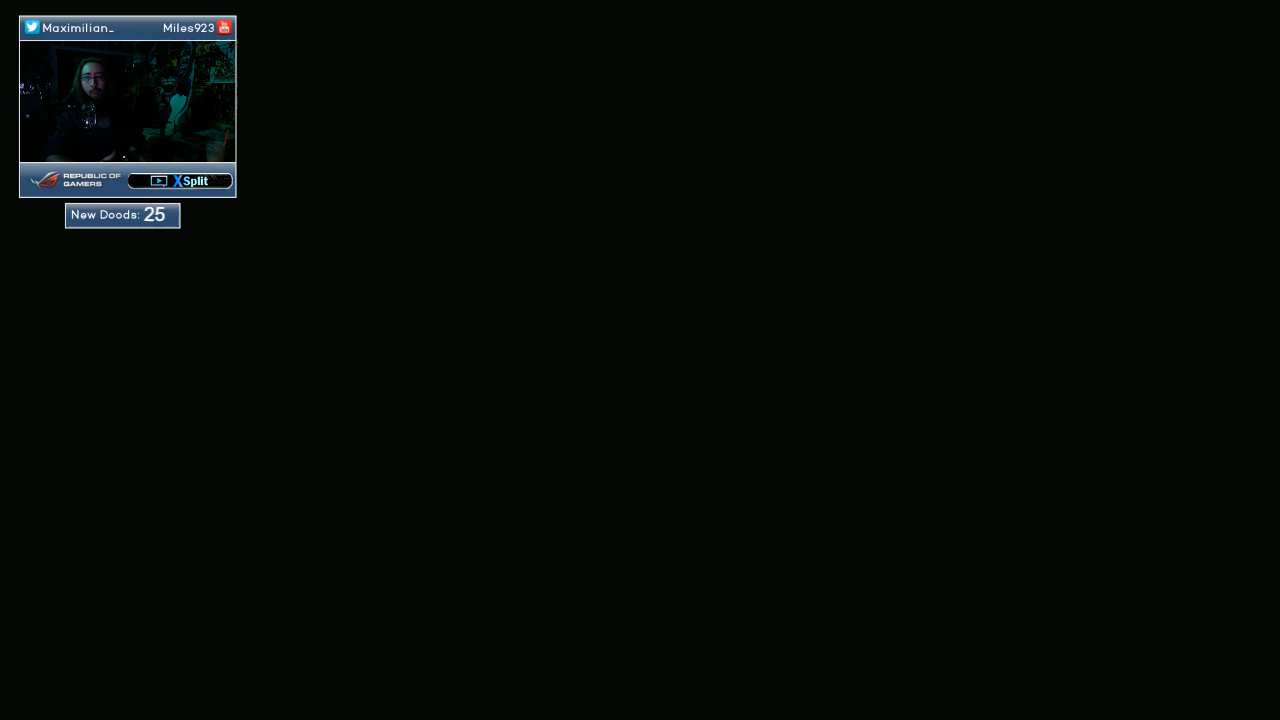 Maximilian_ Miles923
REPUBLIC OF
GAMERS
XSplit
New Doods: 25